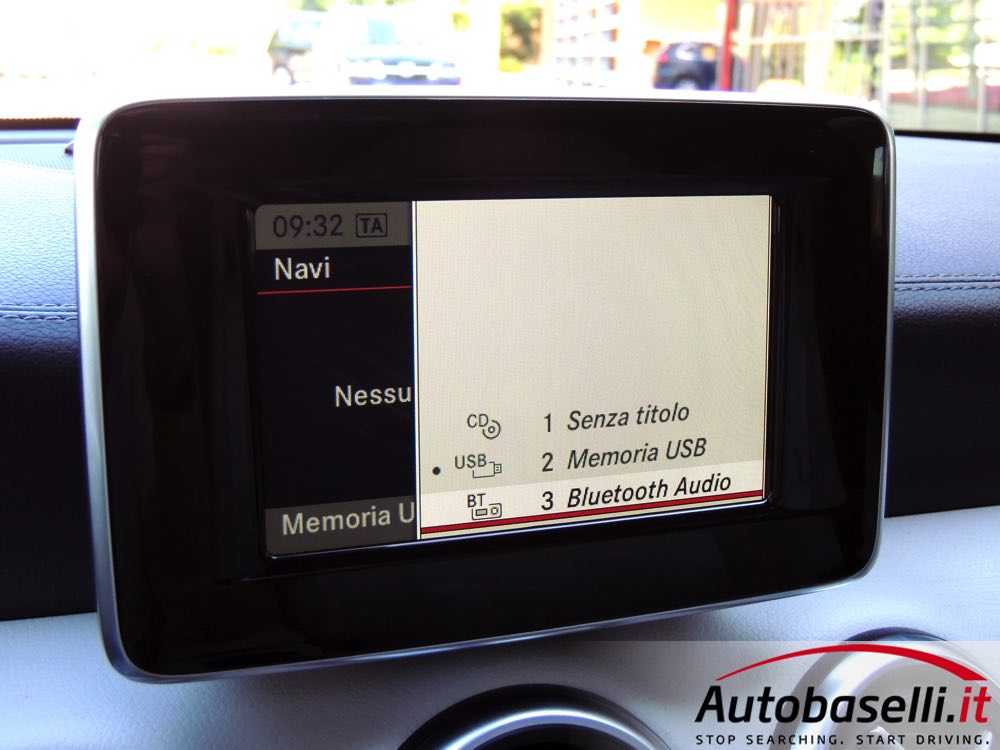 09:32 TA
Navi
Nessu
CD 1 Senza titolo
USB 2 Memoria USB
BT 3 Bluetooth Audio
Memoria U
Autobaselli.it
STOP SEARCHING. START DRIVING.